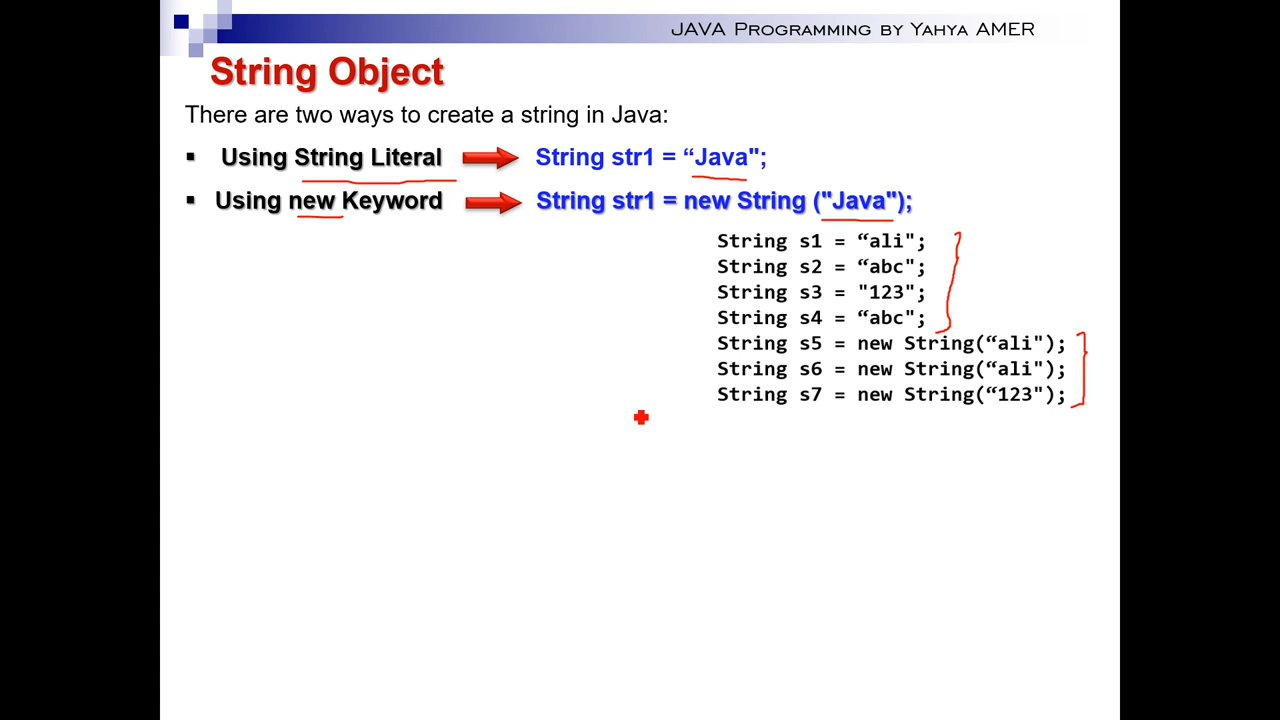 JAVA PROGRAMMING BY YAHYA AMER
String Object
There are two ways to create a string in Java:
▪ Using String Literal String str1 = “Java";
▪ Using new Keyword String str1 = new String ("Java");
String s1 = “ali";
String s2 = “abc";
String s3 = "123";
String s4 = “abc";
String s5 = new String(“ali");
String s6 = new String(“ali");
String s7 = new String(“123");